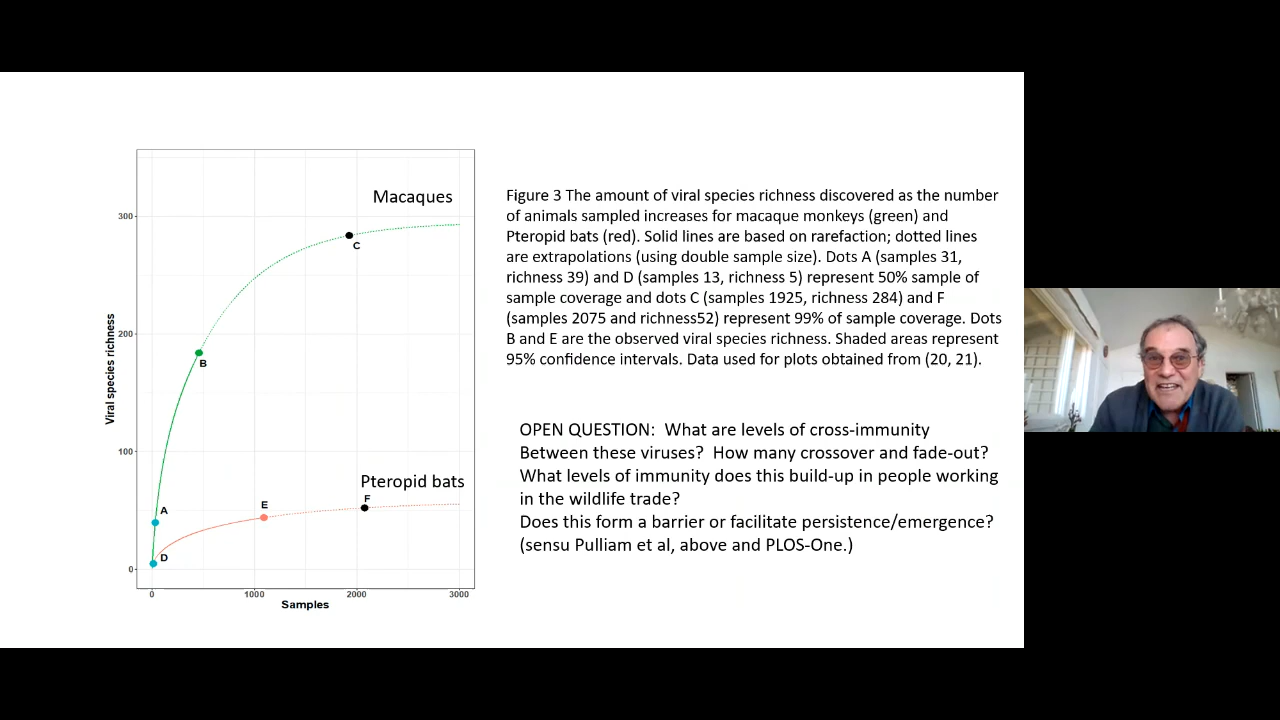 Macaques
300
C
200
B
Viral species richness
100
Pteropid bats
A
E
F
D
0
0
1000
2000
3000
Samples
Figure 3 The amount of viral species richness discovered as the number
of animals sampled increases for macaque monkeys (green) and
Pteropid bats (red). Solid lines are based on rarefaction; dotted lines
are extrapolations (using double sample size). Dots A (samples 31,
richness 39) and D (samples 13, richness 5) represent 50% sample of
sample coverage and dots C (samples 1925, richness 284) and F
(samples 2075 and richness52) represent 99% of sample coverage. Dots
B and E are the observed viral species richness. Shaded areas represent
95% confidence intervals. Data used for plots obtained from (20, 21).
OPEN QUESTION:  What are levels of cross-immunity
Between these viruses?  How many crossover and fade-out?
What levels of immunity does this build-up in people working
in the wildlife trade?
Does this form a barrier or facilitate persistence/emergence?
(sensu Pulliam et al, above and PLOS-One.)